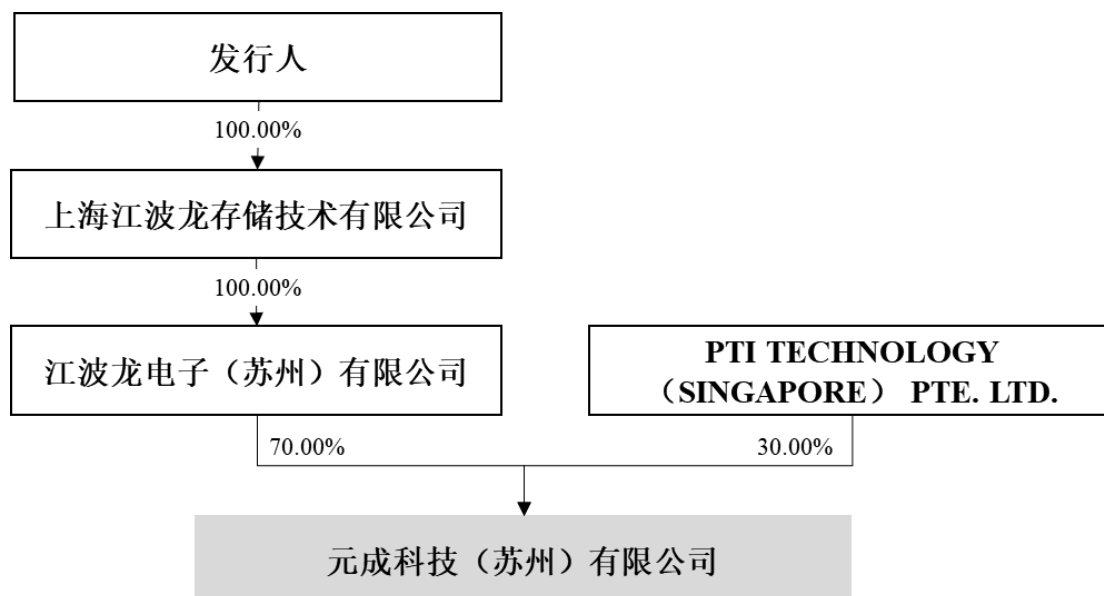 发行人
100.00%
上海江波龙存储技术有限公司
100.00%
江波龙电子（苏州）有限公司
PTI TECHNOLOGY
（SINGAPORE） PTE. LTD.
70.00%
30.00%
元成科技（苏州）有限公司